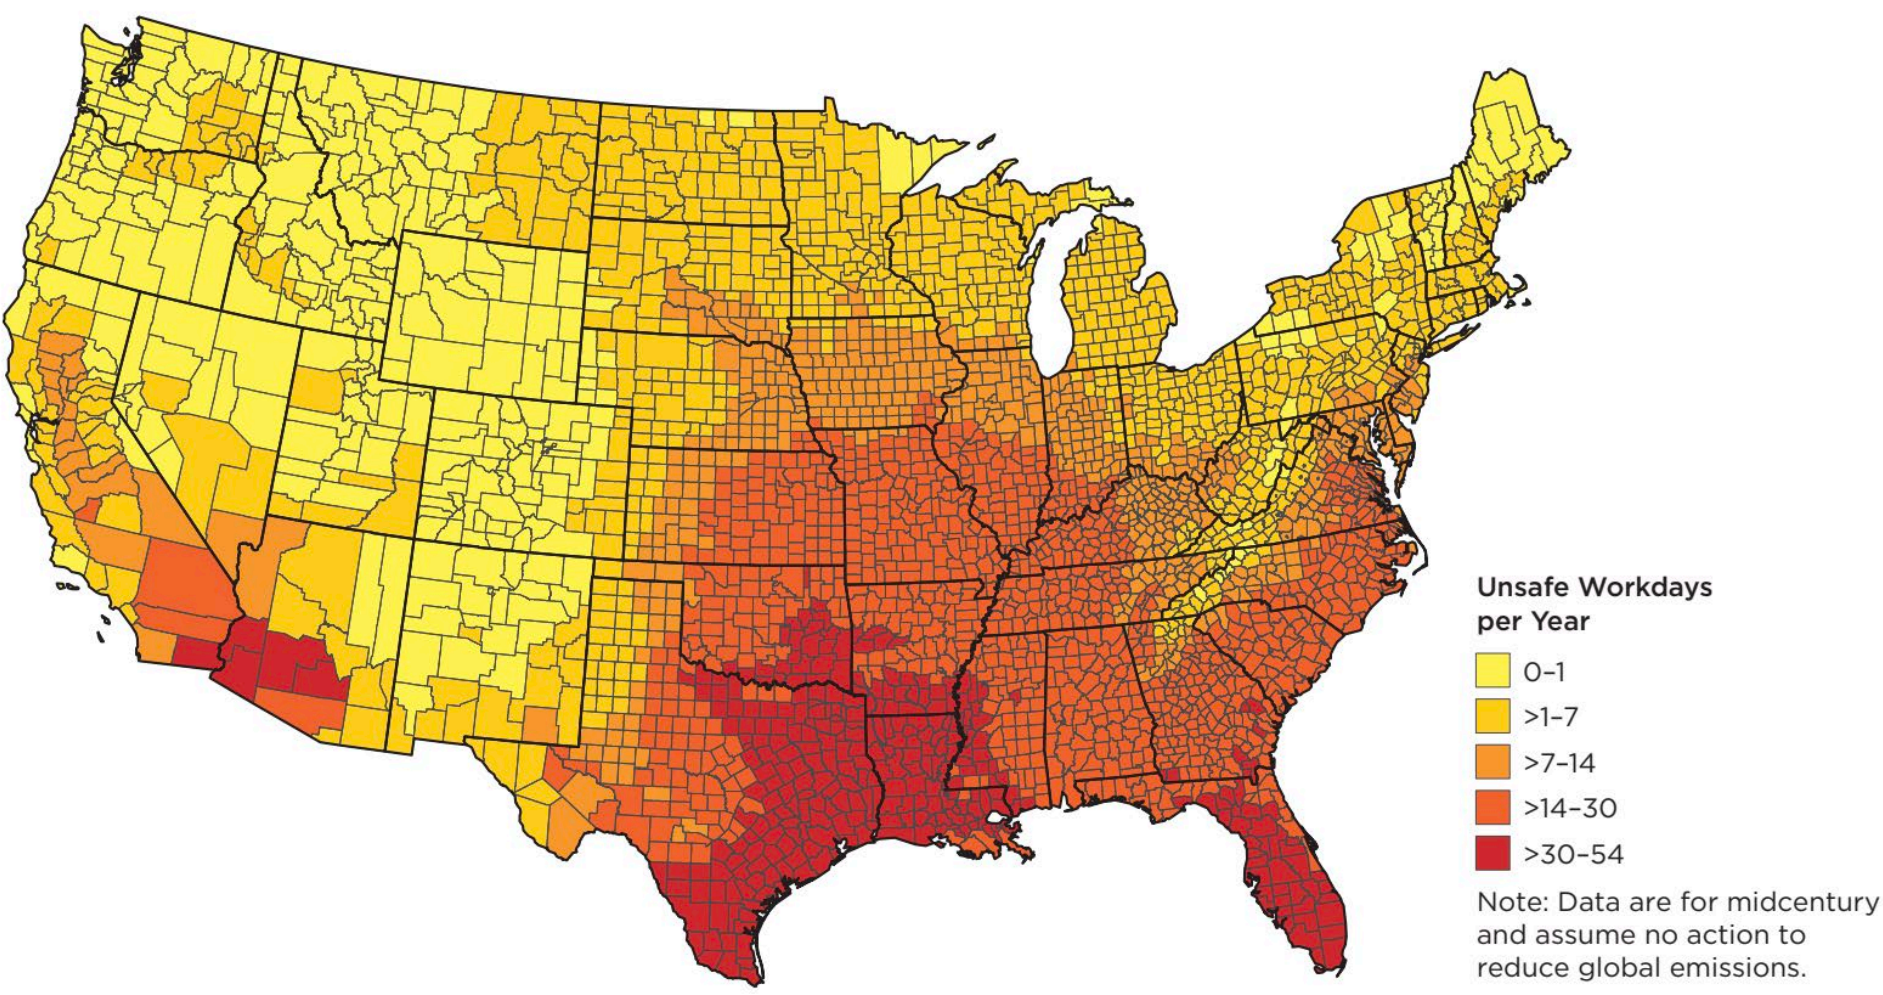 Unsafe Workdays
per Year
0–1
>1–7
>7–14
>14–30
>30–54
Note: Data are for midcentury
and assume no action to
reduce global emissions.